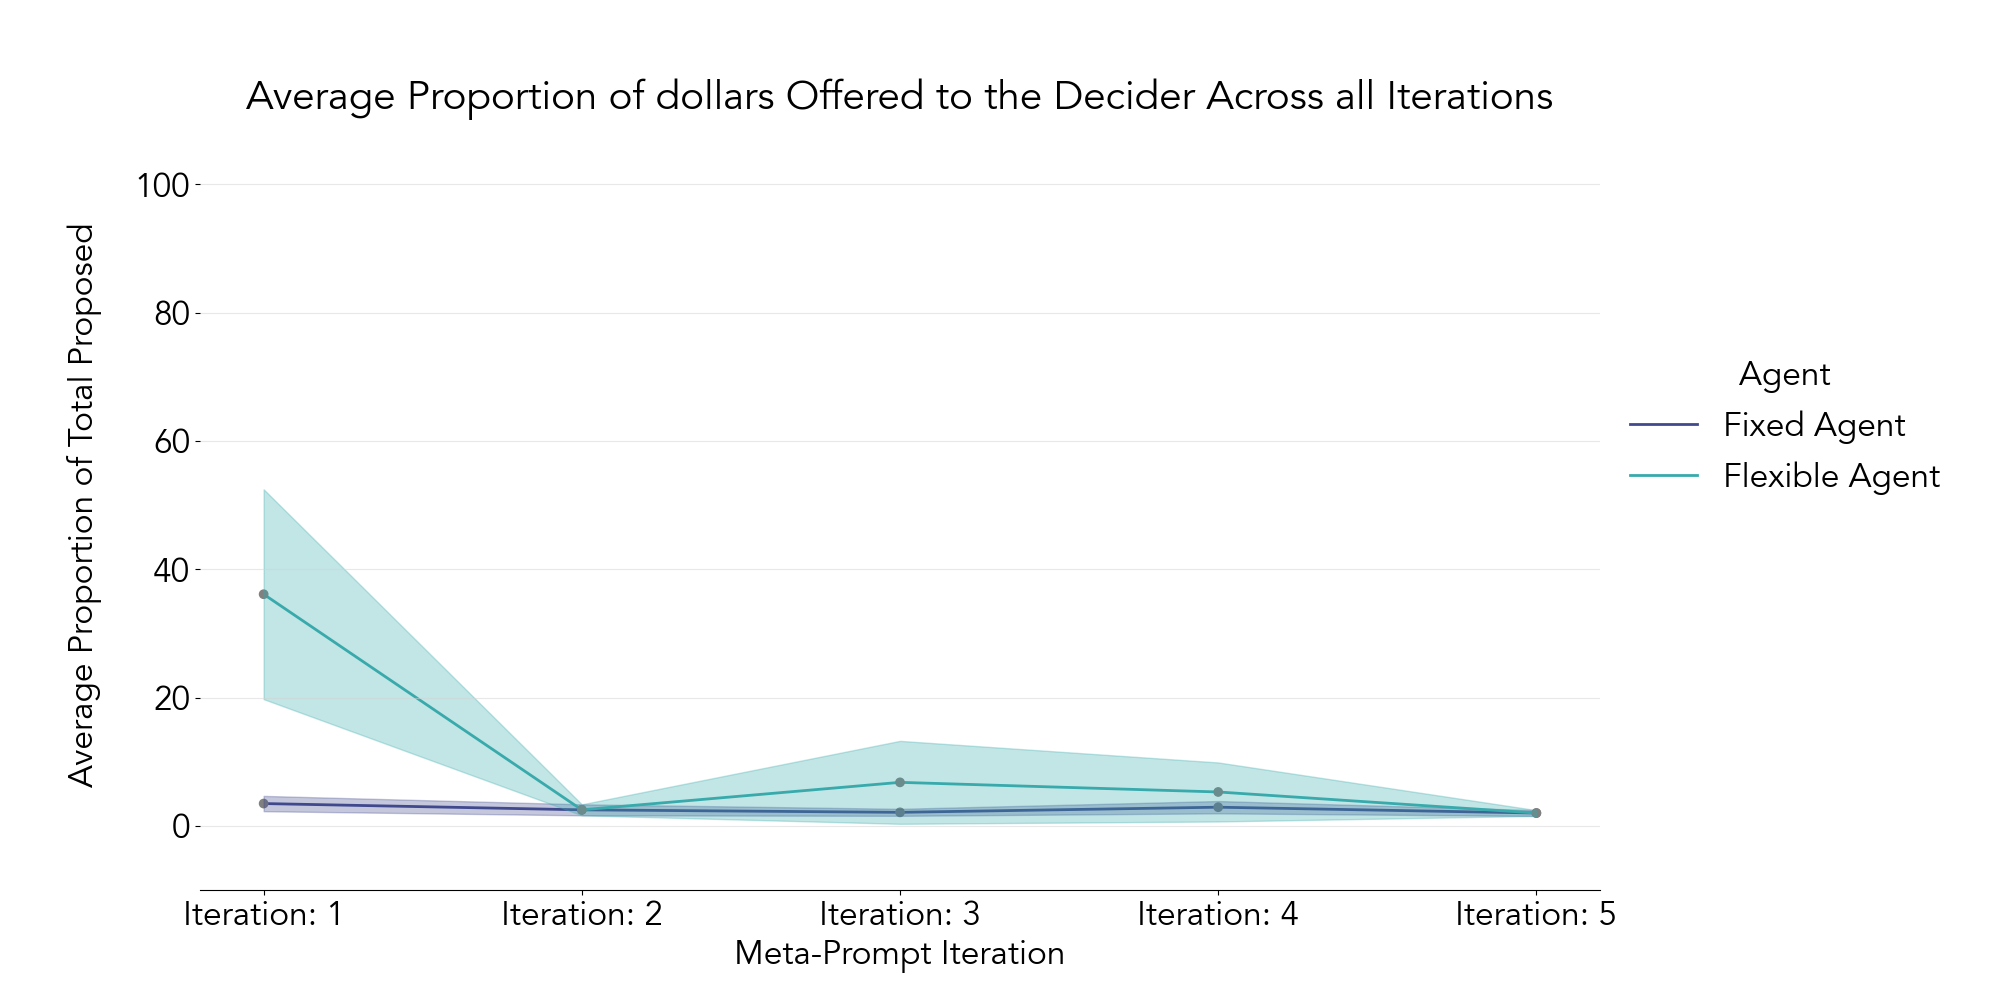 Average Proportion of dollars Offered to the Decider Across all Iterations
Average Proportion of Total Proposed
100
80
60
40
20
0
Iteration: 1
Iteration: 2
Iteration: 3
Iteration: 4
Iteration: 5
Meta-Prompt Iteration
Agent
Fixed Agent
Flexible Agent